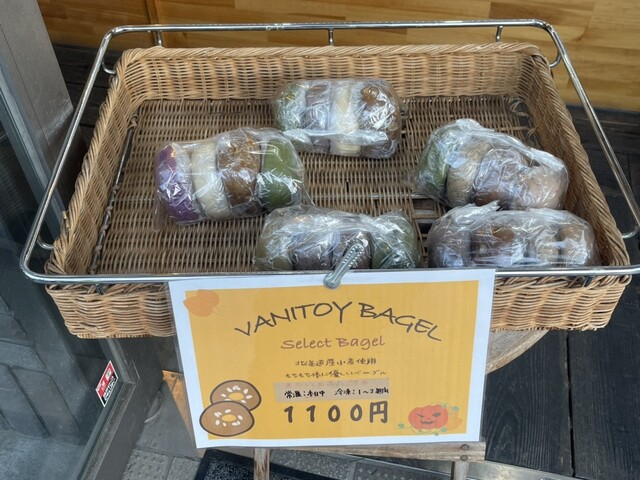 VANITOY BAGEL
Select Bagel
北海道産小麦使用
もちもち体に優しいベーグル
常温:本日中 冷凍:1~2週間
1100円